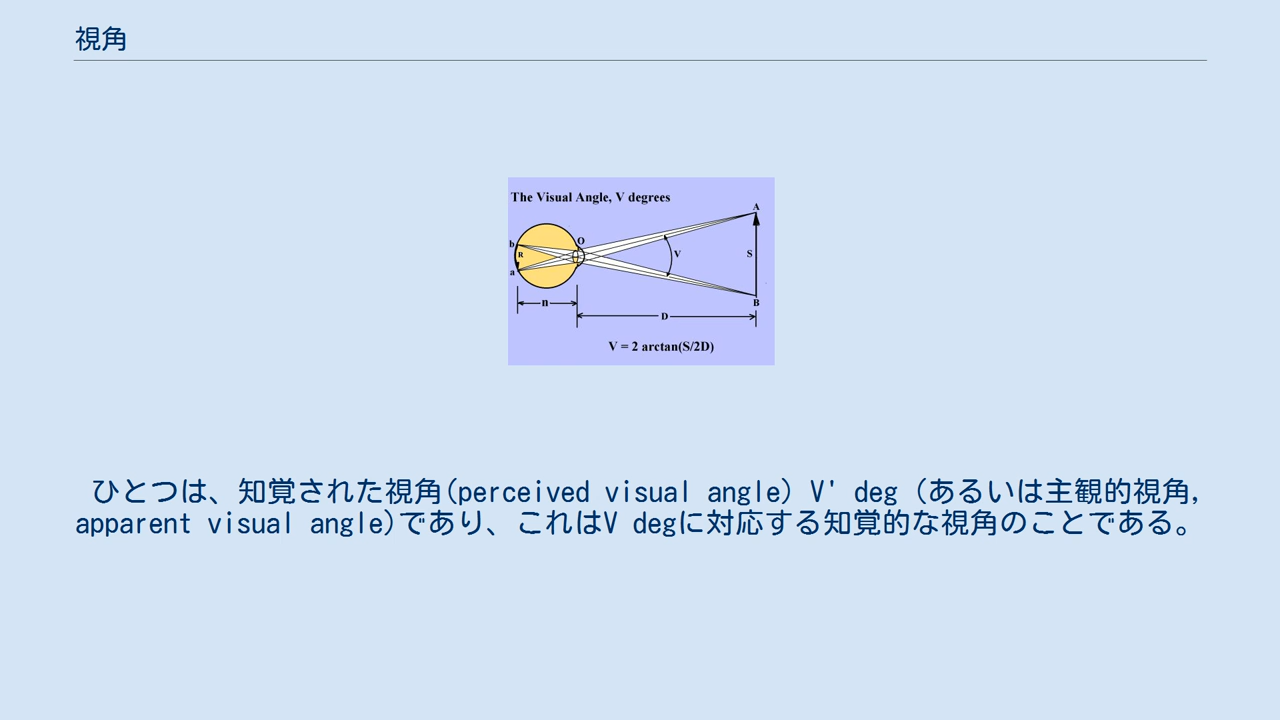 視角
The Visual Angle, V degrees
A
b
O
R
V
S
a
n
B
D
V = 2 arctan(S/2D)
ひとつは、知覚された視角(perceived visual angle) V' deg (あるいは主観的視角,
apparent visual angle)であり、これはV degに対応する知覚的な視角のことである。